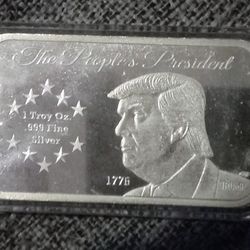 The People's President
1 Troy Oz.
.999 Fine
Silver
1776